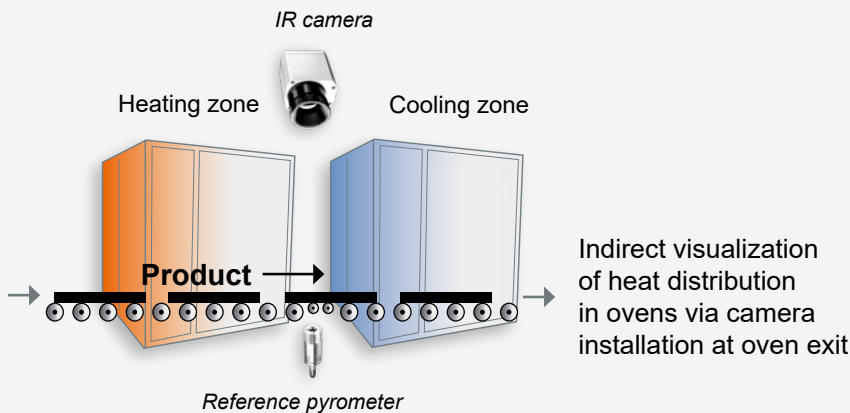 IR camera
Heating zone
Cooling zone
Product
Indirect visualization
of heat distribution
in ovens via camera
installation at oven exit
Reference pyrometer